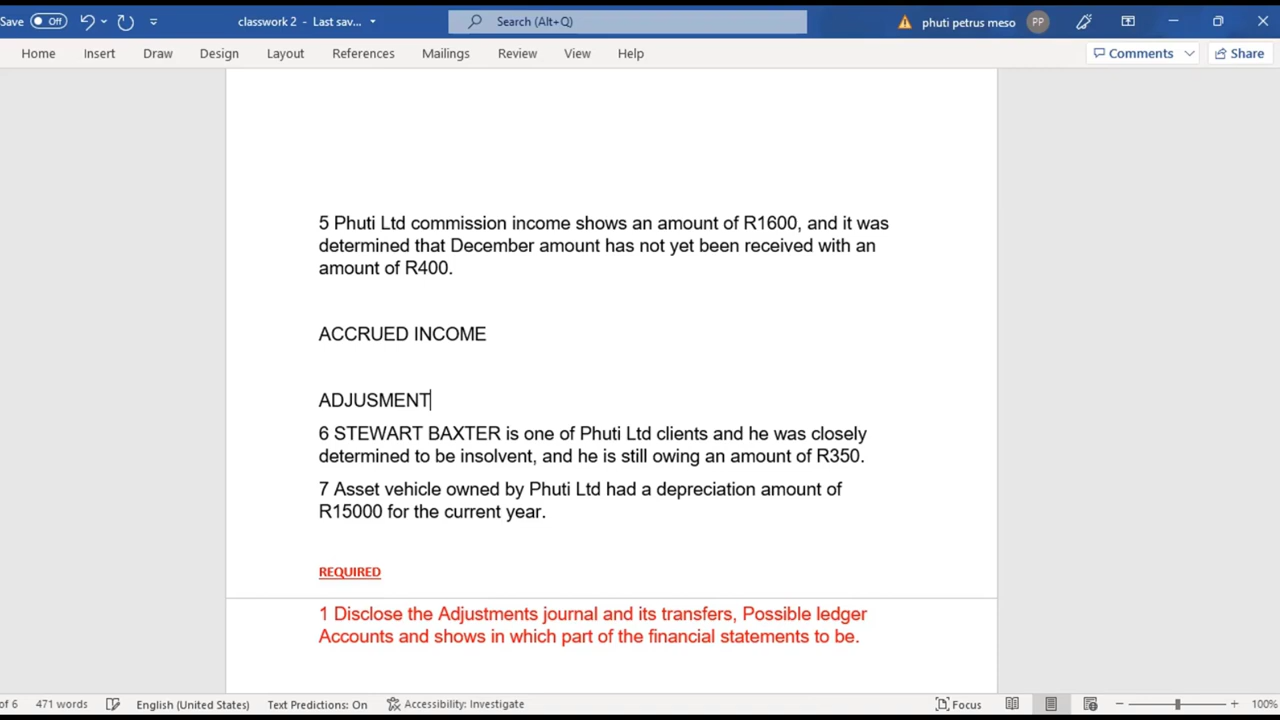 Save Off classwork 2 - Last sav... Search (Alt+Q) phuti petrus meso PP
Home Insert Draw Design Layout References Mailings Review View Help Comments Share
5 Phuti Ltd commission income shows an amount of R1600, and it was
determined that December amount has not yet been received with an
amount of R400.
ACCRUED INCOME
ADJUSMENT
6 STEWART BAXTER is one of Phuti Ltd clients and he was closely
determined to be insolvent, and he is still owing an amount of R350.
7 Asset vehicle owned by Phuti Ltd had a depreciation amount of
R15000 for the current year.
REQUIRED
1 Disclose the Adjustments journal and its transfers, Possible ledger
Accounts and shows in which part of the financial statements to be.
of 6 471 words English (United States) Text Predictions: On Accessibility: Investigate Focus 100%